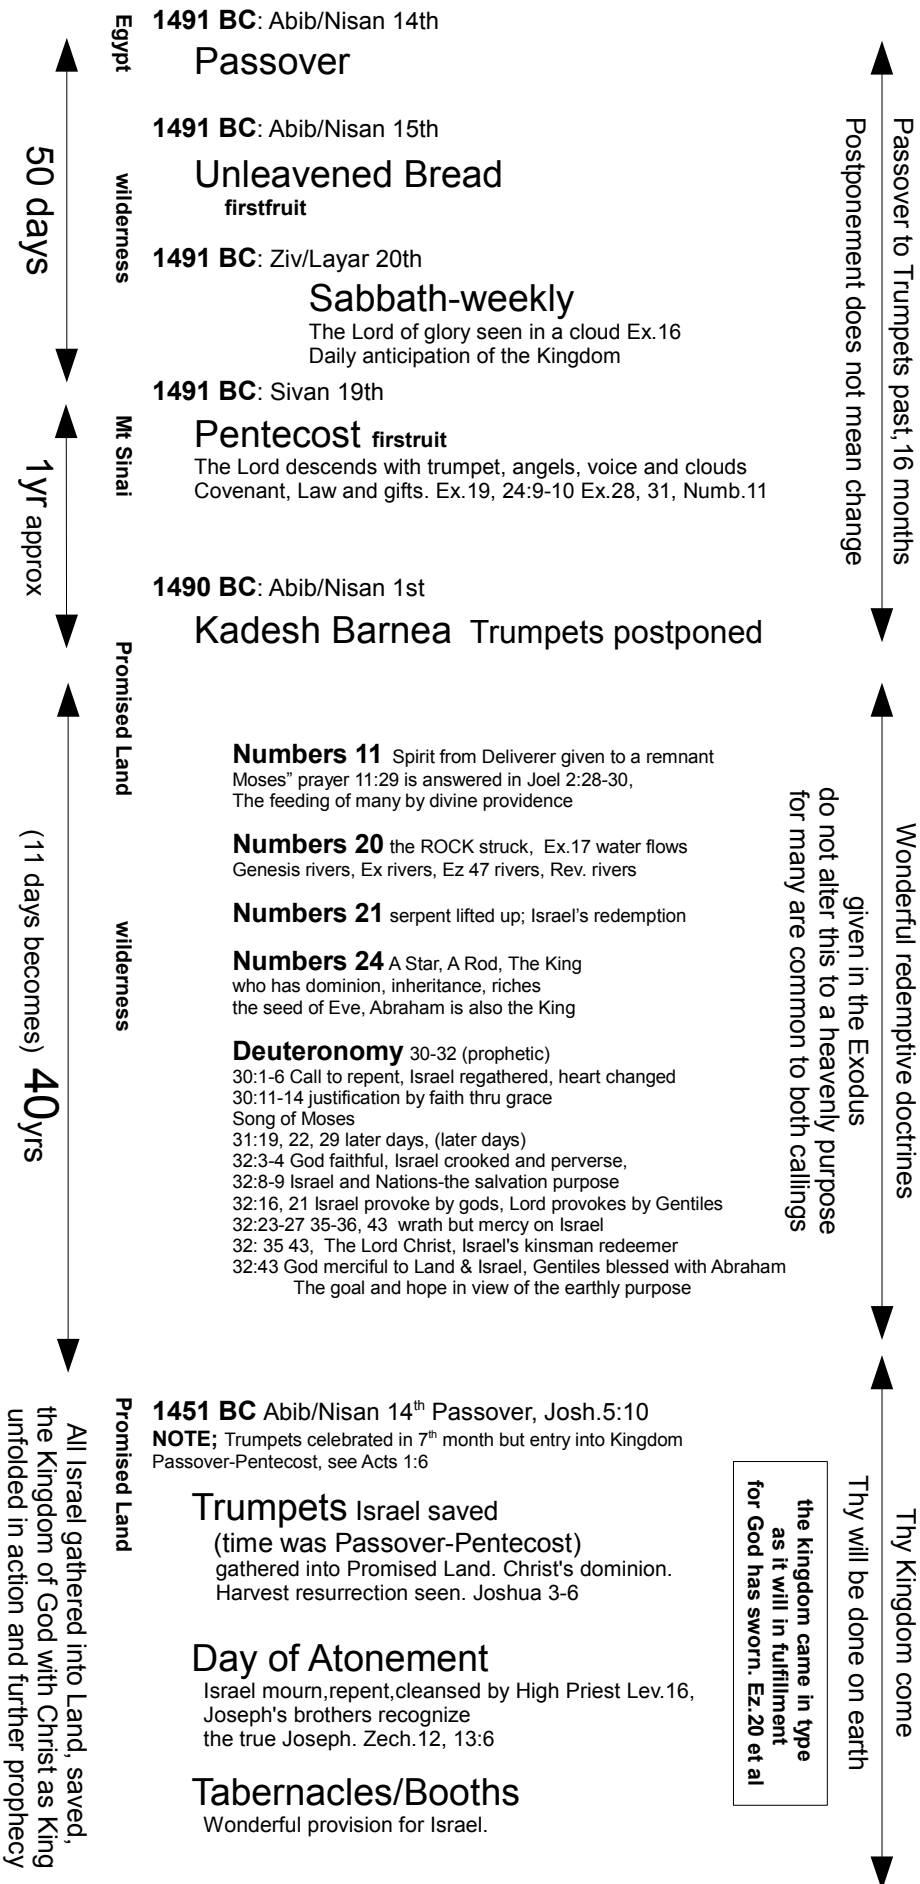 Egypt
50 days
wilderness
1491 BC: Abib/Nisan 14th
Passover
1491 BC: Abib/Nisan 15th
Unleavened Bread
firstfruit
1491 BC: Ziv/Layar 20th
Sabbath-weekly
The Lord of glory seen in a cloud Ex.16
Daily anticipation of the Kingdom
Passover to Trumpets past, 16 months
Postponement does not mean change
Mt Sinai
1yr approx
1491 BC: Sivan 19th
Pentecost firstruit
The Lord descends with trumpet, angels, voice and clouds
Covenant, Law and gifts. Ex.19, 24:9-10 Ex.28, 31, Numb.11
1490 BC: Abib/Nisan 1st
Kadesh Barnea Trumpets postponed
Promised Land
(11 days becomes) 40yrs
wilderness
Numbers 11 Spirit from Deliverer given to a remnant
Moses” prayer 11:29 is answered in Joel 2:28-30,
The feeding of many by divine providence
Numbers 20 the ROCK struck, Ex.17 water flows
Genesis rivers, Ex rivers, Ez 47 rivers, Rev. rivers
Numbers 21 serpent lifted up; Israel’s redemption
Numbers 24 A Star, A Rod, The King
who has dominion, inheritance, riches
the seed of Eve, Abraham is also the King
Deuteronomy 30-32 (prophetic)
30:1-6 Call to repent, Israel regathered, heart changed
30:11-14 justification by faith thru grace
Song of Moses
31:19, 22, 29 later days, (later days)
32:3-4 God faithful, Israel crooked and perverse,
32:8-9 Israel and Nations-the salvation purpose
32:16, 21 Israel provoke by gods, Lord provokes by Gentiles
32:23-27 35-36, 43 wrath but mercy on Israel
32: 35 43, The Lord Christ, Israel's kinsman redeemer
32:43 God merciful to Land & Israel, Gentiles blessed with Abraham
The goal and hope in view of the earthly purpose
Wonderful redemptive doctrines
given in the Exodus
do not alter this to a heavenly purpose
for many are common to both callings
Promised Land
All Israel gathered into Land, saved,
the Kingdom of God with Christ as King
unfolded in action and further prophecy
1451 BC Abib/Nisan 14th Passover, Josh.5:10
NOTE; Trumpets celebrated in 7th month but entry into Kingdom
Passover-Pentecost, see Acts 1:6
Trumpets Israel saved
(time was Passover-Pentecost)
gathered into Promised Land. Christ's dominion.
Harvest resurrection seen. Joshua 3-6
Day of Atonement
Israel mourn,repent,cleansed by High Priest Lev.16,
Joseph's brothers recognize
the true Joseph. Zech.12, 13:6
Tabernacles/Booths
Wonderful provision for Israel.
Thy Kingdom come
Thy will be done on earth
the kingdom came in type
as it will in fulfillment
for God has sworn. Ez.20 et al